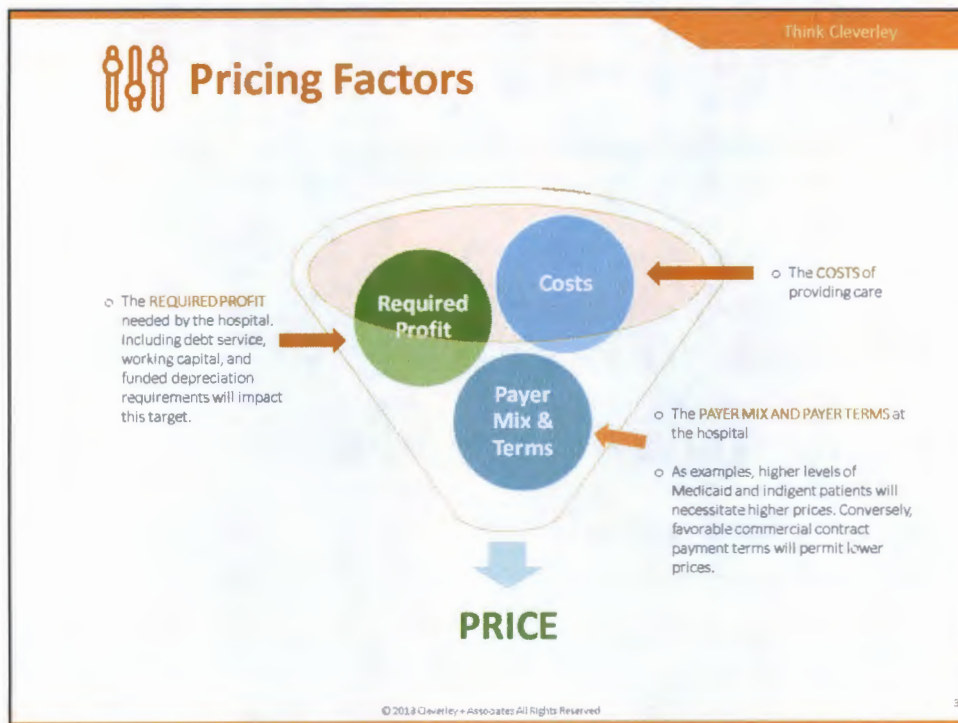 Think Cleverley
Pricing Factors
Required
Profit
Costs
Payer
Mix &
Terms
○ The REQUIRED PROFIT
needed by the hospital.
Including debt service,
working capital, and
funded depreciation
requirements will impact
this target.
○ The COSTS of
providing care
○ The PAYER MIX AND PAYER TERMS at
the hospital
○ As examples, higher levels of
Medicaid and indigent patients will
necessitate higher prices. Conversely,
favorable commercial contract
payment terms will permit lower
prices.
PRICE
© 2018 Cleverley + Associates All Rights Reserved
3